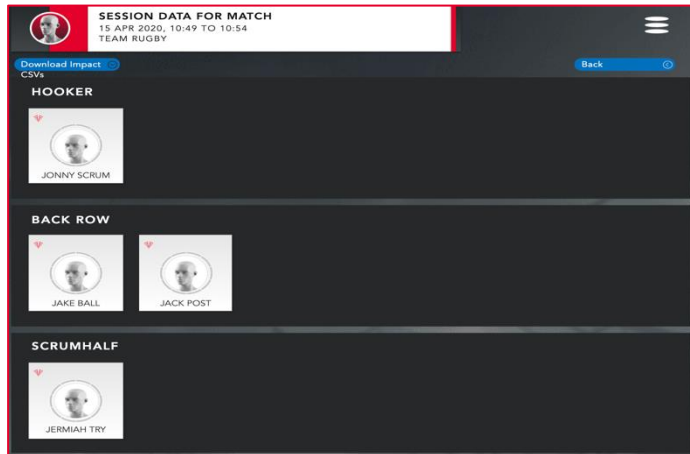 SESSION DATA FOR MATCH
15 APR 2020, 10:49 TO 10:54
TEAM RUGBY
Download Impact
CSVs
Back
HOOKER
JONNY SCRUM
BACK ROW
JAKE BALL
JACK POST
SCRUMHALF
JERMIAH TRY